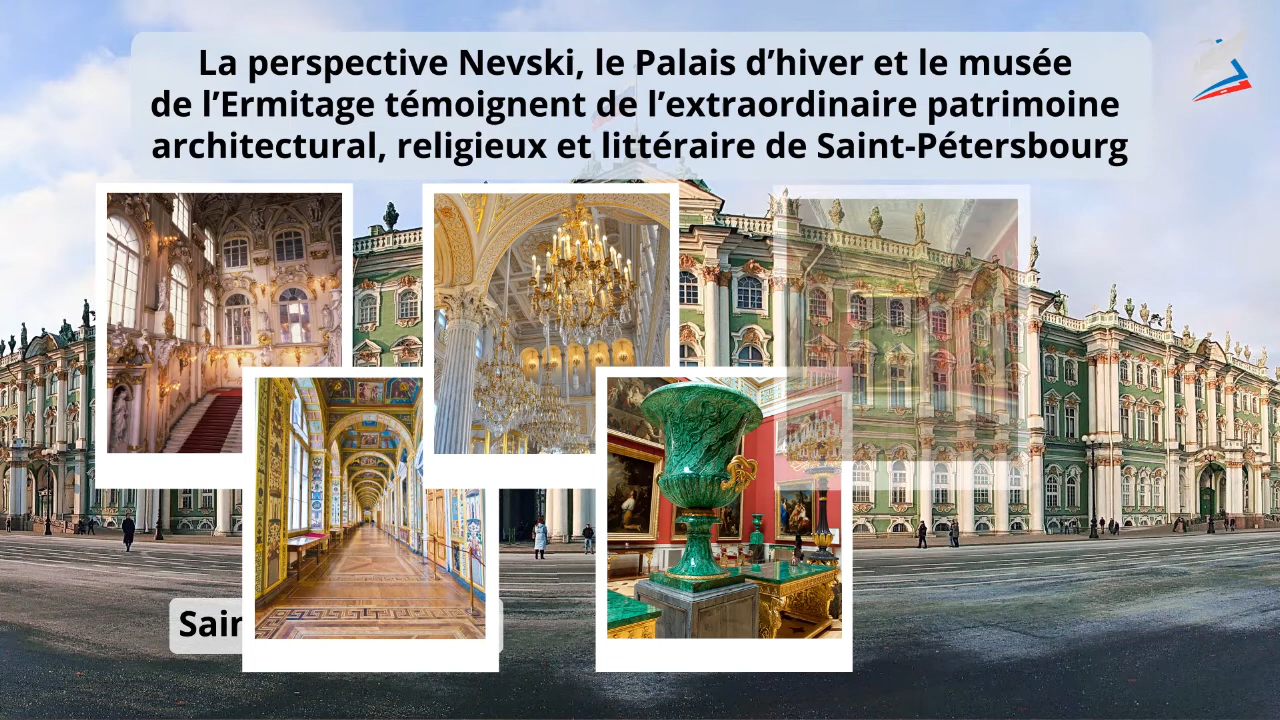 La perspective Nevski, le Palais d’hiver et le musée
de l’Ermitage témoignent de l’extraordinaire patrimoine
architectural, religieux et littéraire de Saint-Pétersbourg